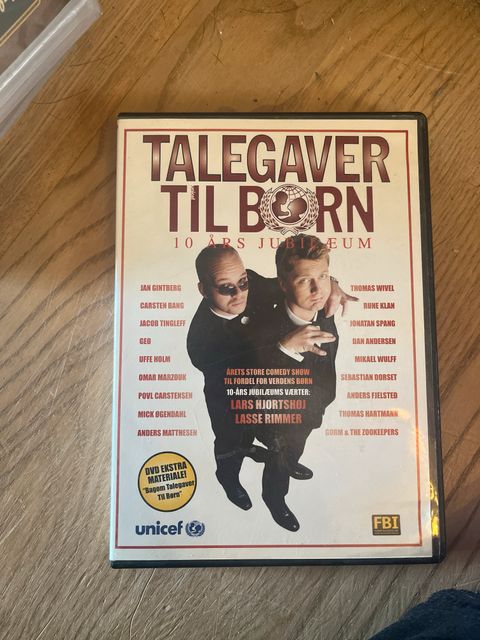 TALEGAVER
TIL BØRN
10 ÅRS JUBILÆUM
JAN GINTBERG
CARSTEN BANG
JACOB TINGLEFF
GEO
UFFE HOLM
OMAR MARZOUK
POVL CARSTENSEN
MICK ØGENDAHL
ANDERS MATTHESEN
THOMAS WIVEL
RUNE KLAN
JONATAN SPANG
DAN ANDERSEN
MIKAEL WULFF
SEBASTIAN DORSET
ANDERS FJELSTED
THOMAS HARTMANN
GORM & THE ZOOKEEPERS
ÅRETS STORE COMEDY SHOW
TIL FORDEL FOR VERDENS BØRN
10-ÅRS JUBILÆUMS VÆRTER:
LARS HJORTSHØJ
LASSE RIMMER
DVD EKSTRA
MATERIALE!
"Bagom Talegaver
Til Børn"
unicef
FBI